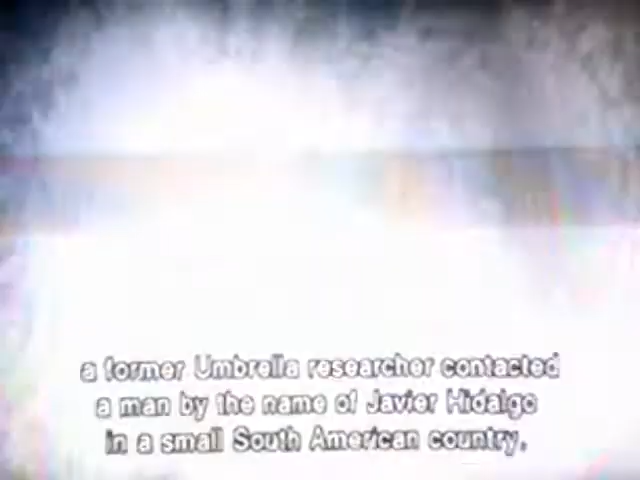 a former Umbrella researcher contacted
a man by the name of Javier Hidalgo
in a small South American country.